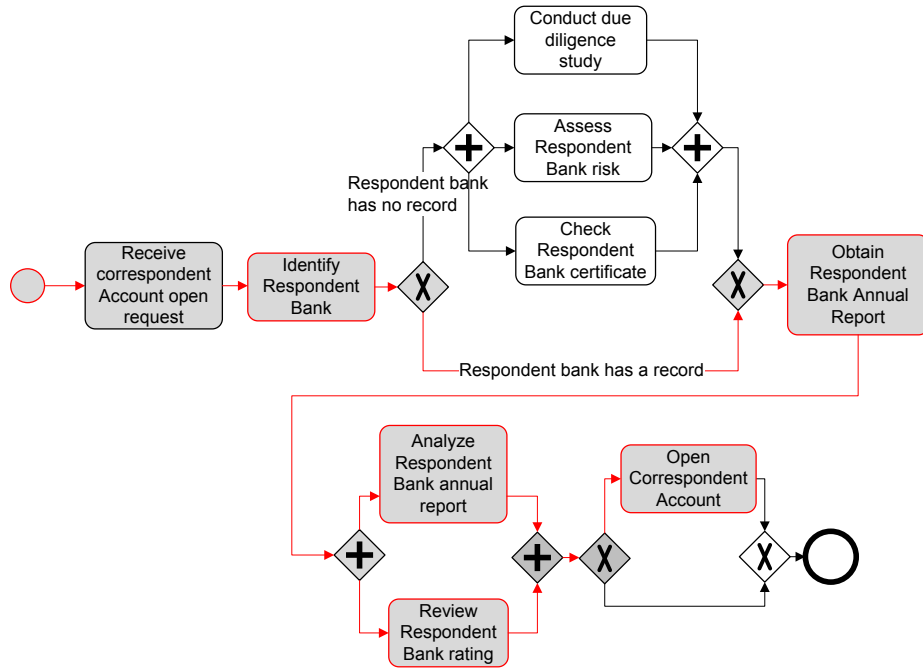 Conduct due
diligence
study
Assess
Respondent
Bank risk
Respondent bank
has no record
Check
Respondent
Bank certificate
Receive
correspondent
Account open
request
Identify
Respondent
Bank
Obtain
Respondent
Bank Annual
Report
Respondent bank has a record
Analyze
Respondent
Bank annual
report
Open
Correspondent
Account
Review
Respondent
Bank rating